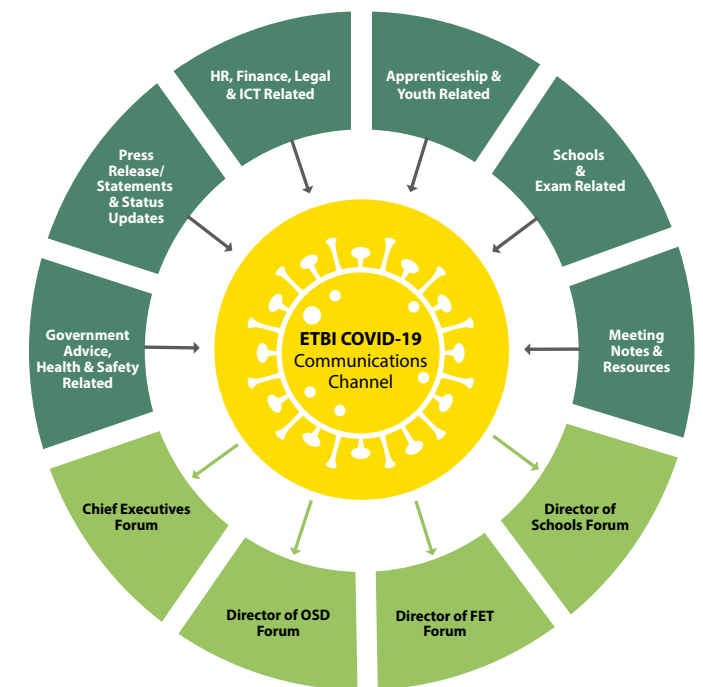 HR, Finance, Legal
& ICT Related
Apprenticeship &
Youth Related
Press
Release/
Statements
& Status
Updates
Schools
&
Exam Related
Government
Advice,
Health & Safety
Related
ETBI COVID-19
Communications
Channel
Meeting
Notes &
Resources
Chief Executives
Forum
Director of
Schools Forum
Director of OSD
Forum
Director of FET
Forum